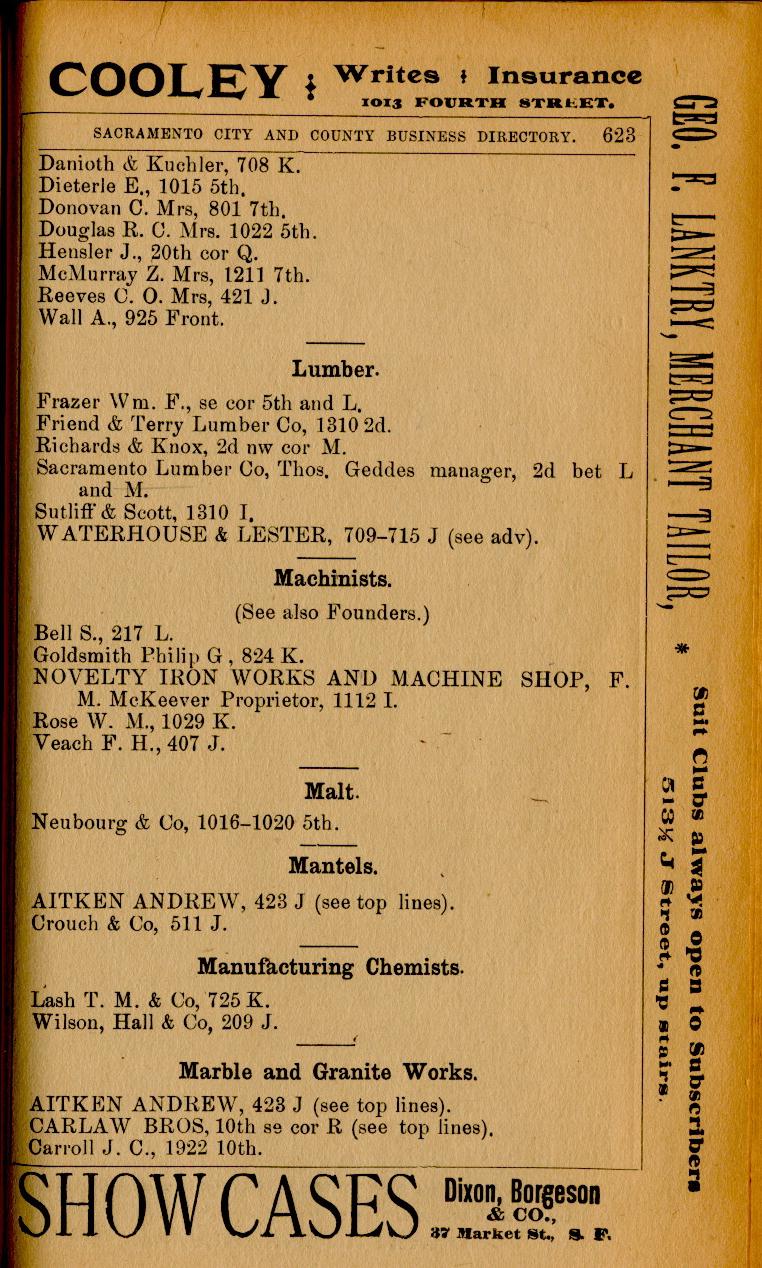 COOLEY : Writes : Insurance
1013 FOURTH STREET.
SACRAMENTO CITY AND COUNTY BUSINESS DIRECTORY. 623
Danioth & Kuchler, 708 K.
Dieterle E., 1015 5th.
Donovan C. Mrs, 801 7th.
Douglas R. C. Mrs. 1022 5th.
Hensler J., 20th cor Q.
McMurray Z. Mrs, 1211 7th.
Reeves C. O. Mrs, 421 J.
Wall A., 925 Front.
Lumber.
Frazer Wm. F., se cor 5th and L.
Friend & Terry Lumber Co, 1310 2d.
Richards & Knox, 2d nw cor M.
Sacramento Lumber Co, Thos. Geddes manager, 2d bet L
and M.
Sutliff & Scott, 1310 I.
WATERHOUSE & LESTER, 709-715 J (see adv).
Machinists.
(See also Founders.)
Bell S., 217 L.
Goldsmith Philip G , 824 K.
NOVELTY IRON WORKS AND MACHINE SHOP, F.
M. McKeever Proprietor, 1112 I.
Rose W. M., 1029 K.
Veach F. H., 407 J.
Malt.
Neubourg & Co, 1016-1020 5th.
Mantels.
AITKEN ANDREW, 423 J (see top lines).
Crouch & Co, 511 J.
Manufacturing Chemists.
Lash T. M. & Co, 725 K.
Wilson, Hall & Co, 209 J.
Marble and Granite Works.
AITKEN ANDREW, 423 J (see top lines).
CARLAW BROS, 10th se cor R (see top lines).
Carroll J. C., 1922 10th.
SHOW CASES Dixon, Borgeson
& CO.,
37 Market St., S. F.
GEO. F. LANKTRY, MERCHANT TAILOR, *
Suit Clubs always open to Subscribers
513½ J Street, up stairs.